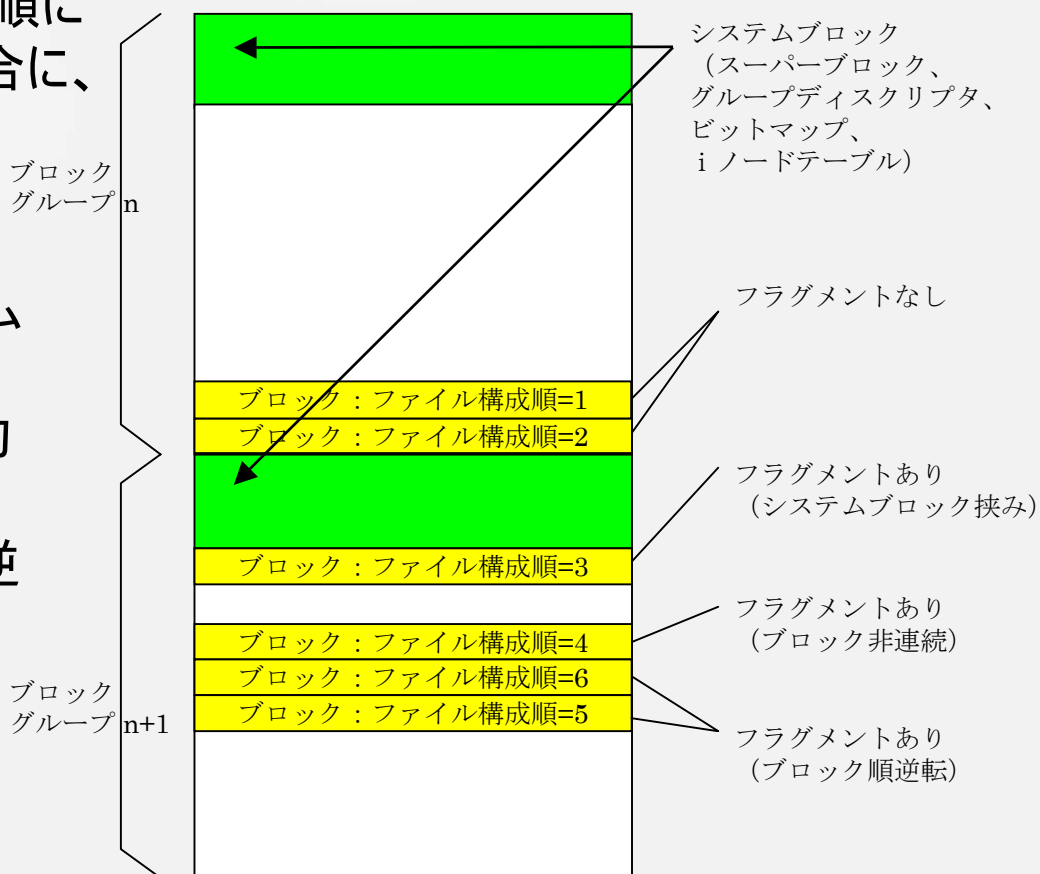 順に
合に、
ム
逆
ブロック
グループn
システムブロック
（スーパーブロック、
グループディスクリプタ、
ビットマップ、
iノードテーブル）
フラグメントなし
ブロック：ファイル構成順=1
ブロック：ファイル構成順=2
フラグメントあり
（システムブロック挟み）
ブロック：ファイル構成順=3
フラグメントあり
（ブロック非連続）
ブロック：ファイル構成順=4
ブロック：ファイル構成順=6
ブロック：ファイル構成順=5
ブロック
グループn+1
フラグメントあり
（ブロック順逆転）